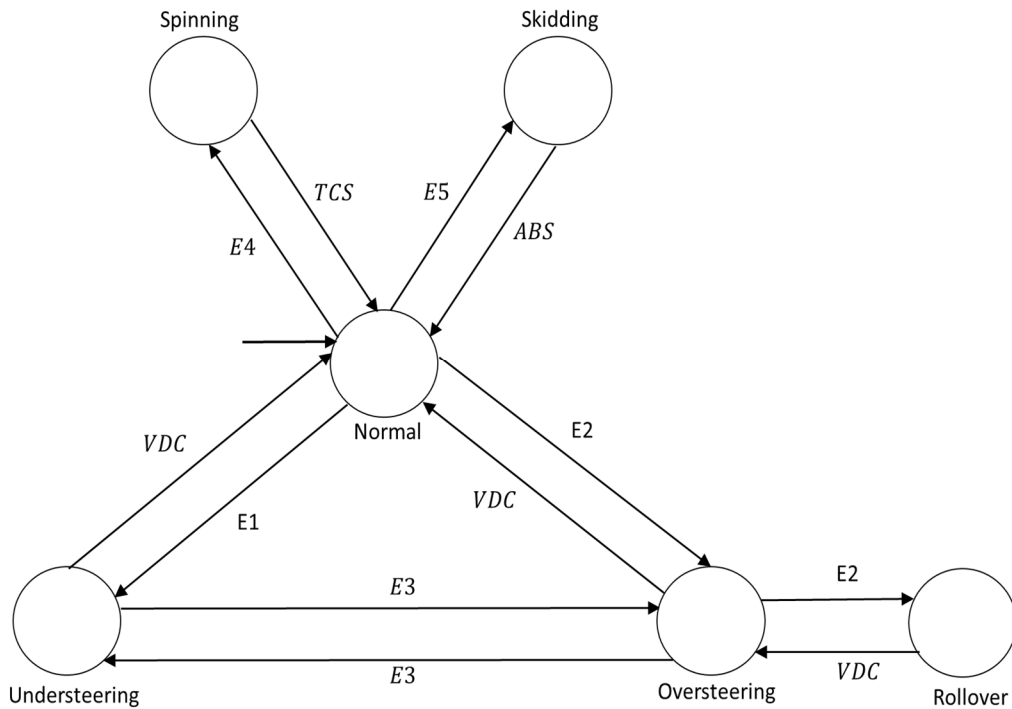 Spinning
Skidding
TCS
E5
E4
ABS
Normal
E2
VDC
VDC
E1
E3
E2
E3
VDC
Understeering
Oversteering
Rollover